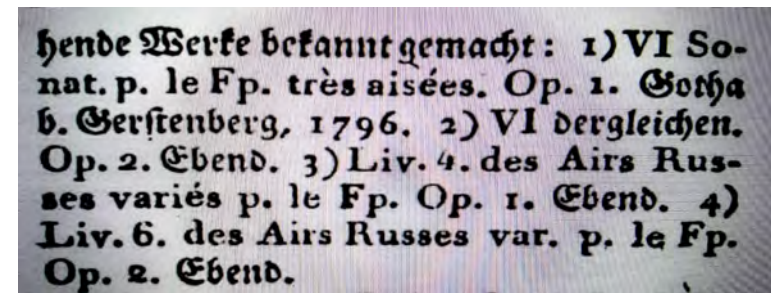 hende Werke bekannt gemacht: 1) VI So-
nat. p. le Fp. très aisées. Op. 1. Gotha
b. Gerstenberg, 1796. 2) VI dergleichen.
Op. 2. Ebend. 3) Liv. 4. des Airs Rus-
ses variés p. le Fp. Op. 1. Ebend. 4)
Liv. 6. des Airs Russes var. p. le Fp.
Op. 2. Ebend.